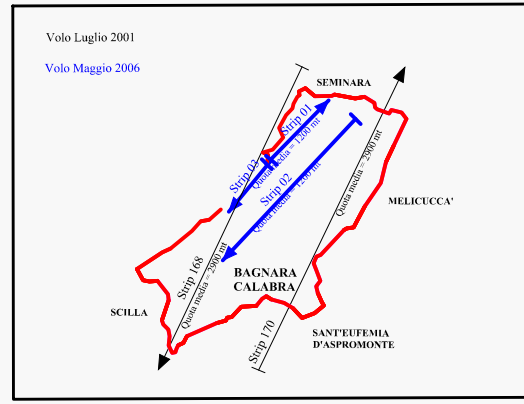 Volo Luglio 2001
Volo Maggio 2006
SEMINARA
Strip 01
Quota media = 1200 mt
Strip 03
Strip 02
Quota media = 1200 mt
Quota media = 2900 mt
MELICUCCA'
Strip 168
Quota media = 2900 mt
BAGNARA
CALABRA
SCILLA
Strip 170
SANT'EUFEMIA
D'ASPROMONTE